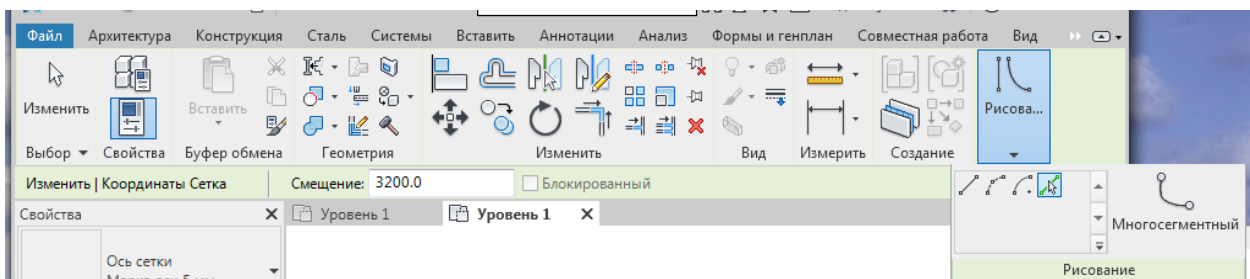 Файл Архитектура Конструкция Сталь Системы Вставить Аннотации Анализ Формы и генплан Совместная работа Вид
Изменить Вставить Рисова...
Выбор Свойства Буфер обмена Геометрия Изменить Вид Измерить Создание
Изменить | Координаты Сетка Смещение: 3200.0 Блокированный
Свойства Уровень 1 Уровень 1
Многосегментный
Ось сетки
Рисование